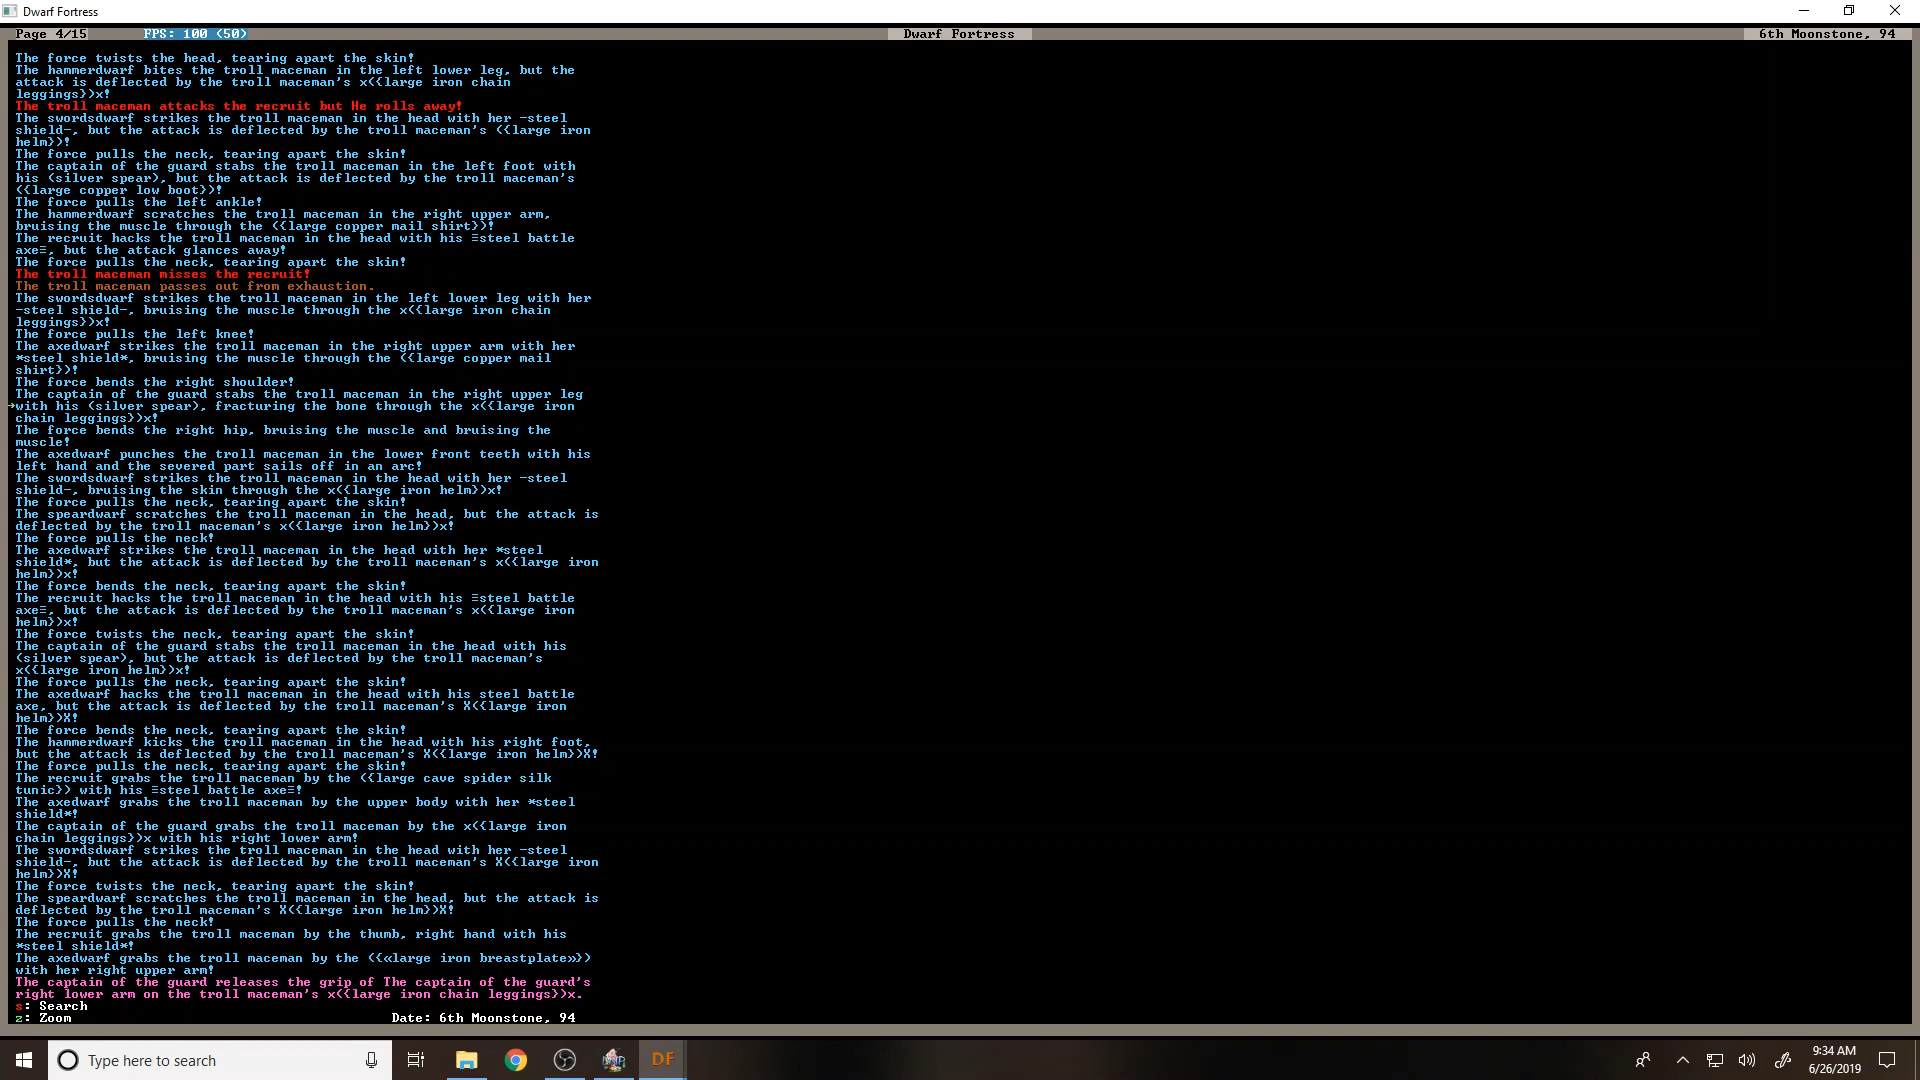 Dwarf Fortress
Page 4/15
FPS: 100 (50)
Dwarf Fortress
6th Moonstone, 94
The force twists the head, tearing apart the skin!
The hammerdwarf bites the troll maceman in the left lower leg, but the
attack is deflected by the troll maceman's x({large iron chain
leggings})x!
The troll maceman attacks the recruit but He rolls away!
The swordsdwarf strikes the troll maceman in the head with her -steel
shield-, but the attack is deflected by the troll maceman's ({large iron
helm})!
The force pulls the neck, tearing apart the skin!
The captain of the guard stabs the troll maceman in the left foot with
his (silver spear), but the attack is deflected by the troll maceman's
({large copper low boot})!
The force pulls the left ankle!
The hammerdwarf scratches the troll maceman in the right upper arm,
bruising the muscle through the ({large copper mail shirt})!
The recruit hacks the troll maceman in the head with his ≡steel battle
axe≡, but the attack glances away!
The force pulls the neck, tearing apart the skin!
The troll maceman misses the recruit!
The troll maceman passes out from exhaustion.
The swordsdwarf strikes the troll maceman in the left lower leg with her
-steel shield-, bruising the muscle through the x({large iron chain
leggings})x!
The force pulls the left knee!
The axedwarf strikes the troll maceman in the right upper arm with her
*steel shield*, bruising the muscle through the ({large copper mail
shirt})!
The force bends the right shoulder!
The captain of the guard stabs the troll maceman in the right upper leg
→with his (silver spear), fracturing the bone through the x({large iron
chain leggings})x!
The force bends the right hip, bruising the muscle and bruising the
muscle!
The axedwarf punches the troll maceman in the lower front teeth with his
left hand and the severed part sails off in an arc!
The swordsdwarf strikes the troll maceman in the head with her -steel
shield-, bruising the skin through the x({large iron helm})x!
The force pulls the neck, tearing apart the skin!
The speardwarf scratches the troll maceman in the head, but the attack is
deflected by the troll maceman's x({large iron helm})x!
The force pulls the neck!
The axedwarf strikes the troll maceman in the head with her *steel
shield*, but the attack is deflected by the troll maceman's x({large iron
helm})x!
The force bends the neck, tearing apart the skin!
The recruit hacks the troll maceman in the head with his ≡steel battle
axe≡, but the attack is deflected by the troll maceman's x({large iron
helm})x!
The force twists the neck, tearing apart the skin!
The captain of the guard stabs the troll maceman in the head with his
(silver spear), but the attack is deflected by the troll maceman's
x({large iron helm})x!
The force pulls the neck, tearing apart the skin!
The axedwarf hacks the troll maceman in the head with his steel battle
axe, but the attack is deflected by the troll maceman's X({large iron
helm})X!
The force bends the neck, tearing apart the skin!
The hammerdwarf kicks the troll maceman in the head with his right foot,
but the attack is deflected by the troll maceman's X({large iron helm})X!
The force pulls the neck, tearing apart the skin!
The recruit grabs the troll maceman by the ({large cave spider silk
tunic}) with his ≡steel battle axe≡!
The axedwarf grabs the troll maceman by the upper body with her *steel
shield*!
The captain of the guard grabs the troll maceman by the x({large iron
chain leggings})x with his right lower arm!
The swordsdwarf strikes the troll maceman in the head with her -steel
shield-, but the attack is deflected by the troll maceman's X({large iron
helm})X!
The force twists the neck, tearing apart the skin!
The speardwarf scratches the troll maceman in the head, but the attack is
deflected by the troll maceman's X({large iron helm})X!
The force pulls the neck!
The recruit grabs the troll maceman by the thumb, right hand with his
*steel shield*!
The axedwarf grabs the troll maceman by the ({«large iron breastplate»})
with her right upper arm!
The captain of the guard releases the grip of The captain of the guard's
right lower arm on the troll maceman's x({large iron chain leggings})x.
s: Search
z: Zoom
Date: 6th Moonstone, 94
Type here to search
DF
9:34 AM
6/26/2019